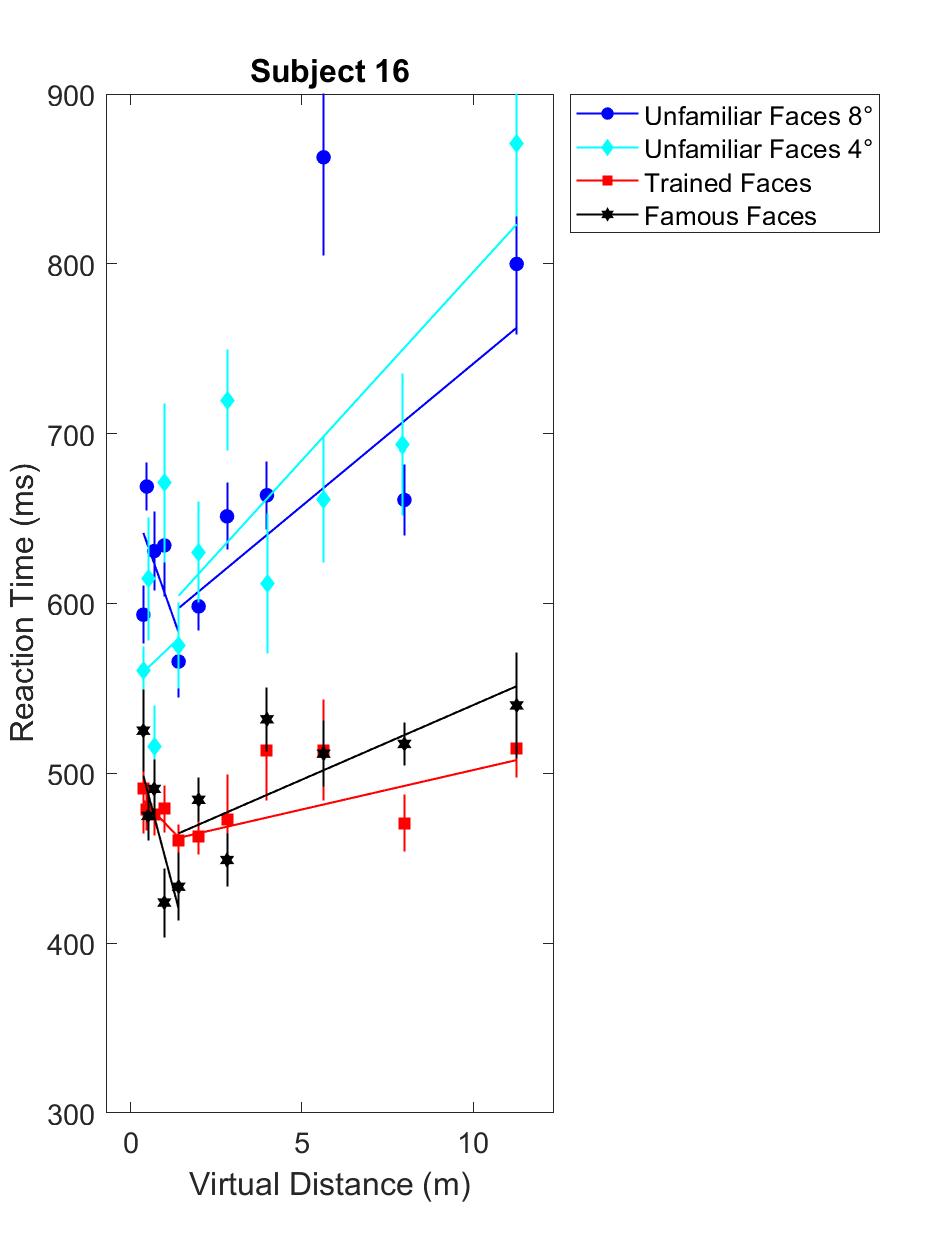 Subject 16
900
800
700
600
500
400
300
0 5 10
Reaction Time (ms)
Virtual Distance (m)
Unfamiliar Faces 8°
Unfamiliar Faces 4°
Trained Faces
Famous Faces